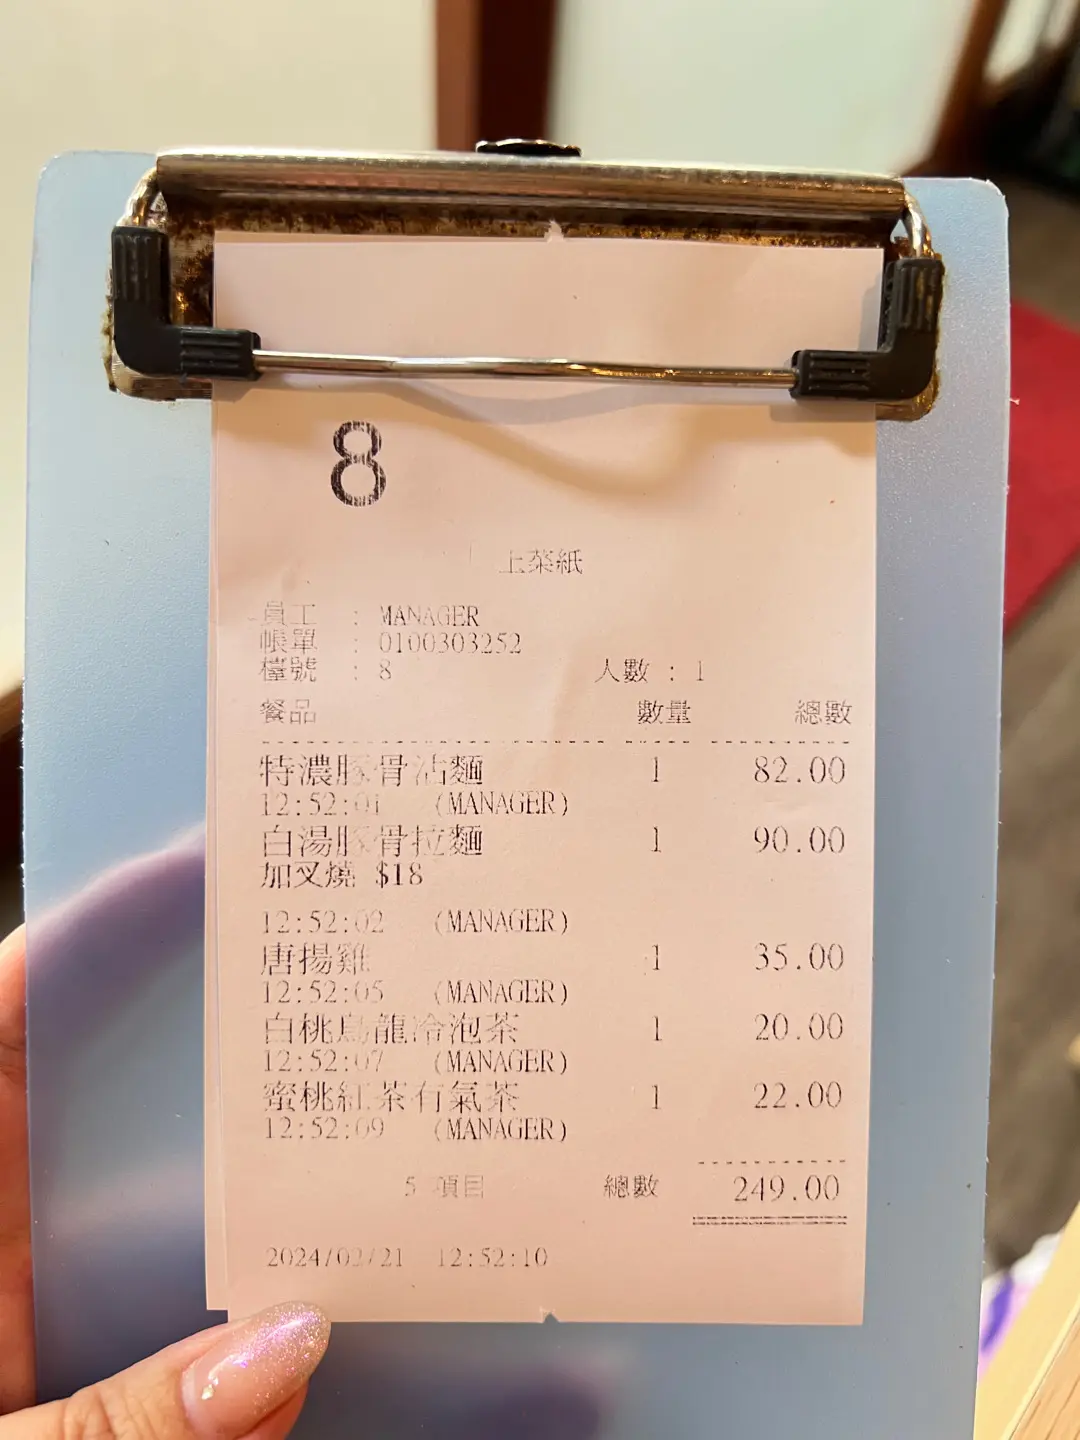 8
上菜紙
員工 : MANAGER
帳單 : 0100303252
檯號 : 8 人數 : 1
餐品 數量 總數
特濃豚骨沾麵 1 82.00
12:52:01 (MANAGER)
白湯豚骨拉麵 1 90.00
加叉燒 $18
12:52:02 (MANAGER)
唐揚雞 1 35.00
12:52:05 (MANAGER)
白桃烏龍冷泡茶 1 20.00
12:52:07 (MANAGER)
蜜桃紅茶有氣茶 1 22.00
12:52:09 (MANAGER)
5 項目 總數 249.00
2024/02/21 12:52:10